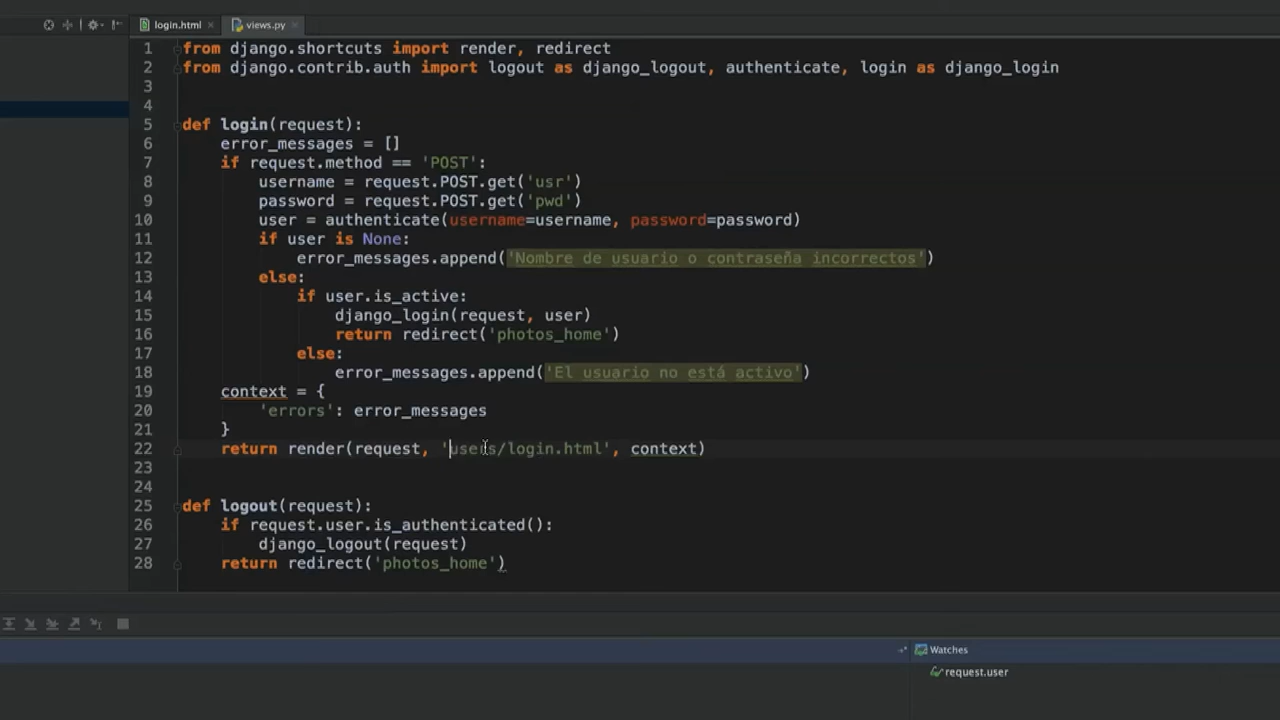 login.html
views.py
1 from django.shortcuts import render, redirect
2 from django.contrib.auth import logout as django_logout, authenticate, login as django_login
3
4
5 def login(request):
6 error_messages = []
7 if request.method == 'POST':
8 username = request.POST.get('usr')
9 password = request.POST.get('pwd')
10 user = authenticate(username=username, password=password)
11 if user is None:
12 error_messages.append('Nombre de usuario o contraseña incorrectos')
13 else:
14 if user.is_active:
15 django_login(request, user)
16 return redirect('photos_home')
17 else:
18 error_messages.append('El usuario no está activo')
19 context = {
20 'errors': error_messages
21 }
22 return render(request, 'users/login.html', context)
23
24
25 def logout(request):
26 if request.user.is_authenticated():
27 django_logout(request)
28 return redirect('photos_home')
Watches
request.user